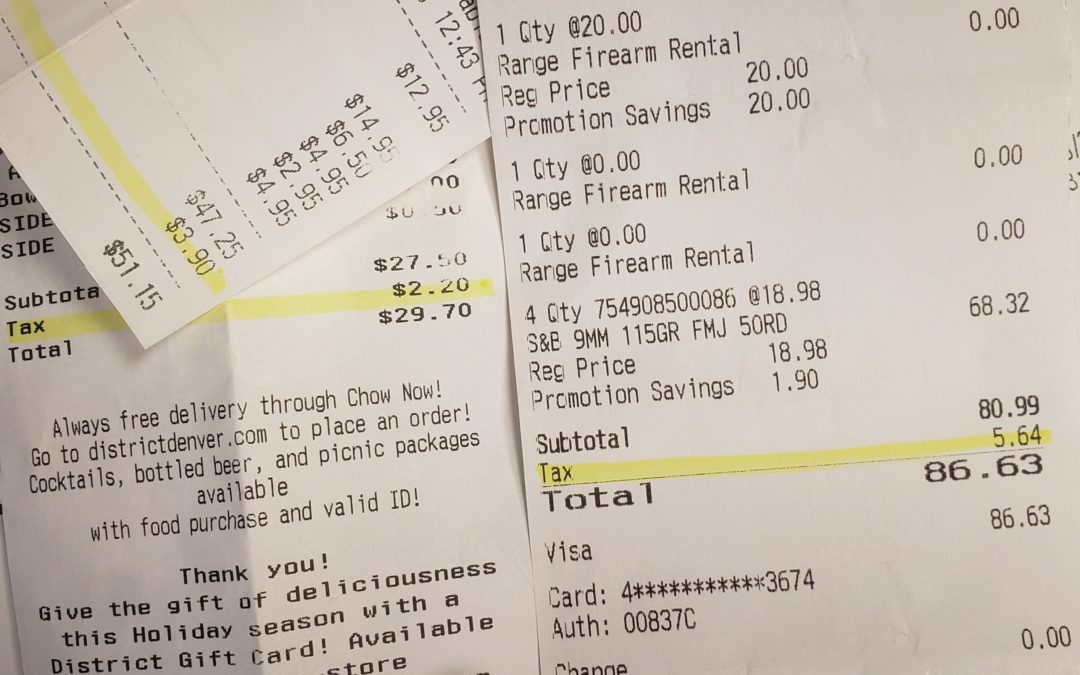 12:43
$12.95
$14.95
$6.50
$4.95
$2.95
$4.95
$47.25
$3.90
$51.15
SIDE
SIDE
$27.50
Subtota $2.20
Tax $29.70
Total
Always free delivery through Chow Now!
Go to districtdenver.com to place an order!
Cocktails, bottled beer, and picnic packages
available
with food purchase and valid ID!
Thank you!
Give the gift of deliciousness
this Holiday season with a
District Gift Card! Available
store
1 Qty @20.00 0.00
Range Firearm Rental
Reg Price 20.00
Promotion Savings 20.00
1 Qty @0.00 0.00
Range Firearm Rental
1 Qty @0.00 0.00
Range Firearm Rental
4 Qty 754908500086 @18.98 68.32
S&B 9MM 115GR FMJ 50RD
Reg Price 18.98
Promotion Savings 1.90
Subtotal 80.99
Tax 5.64
Total 86.63
Visa 86.63
Card: 4***********3674
Auth: 00837C
Change 0.00